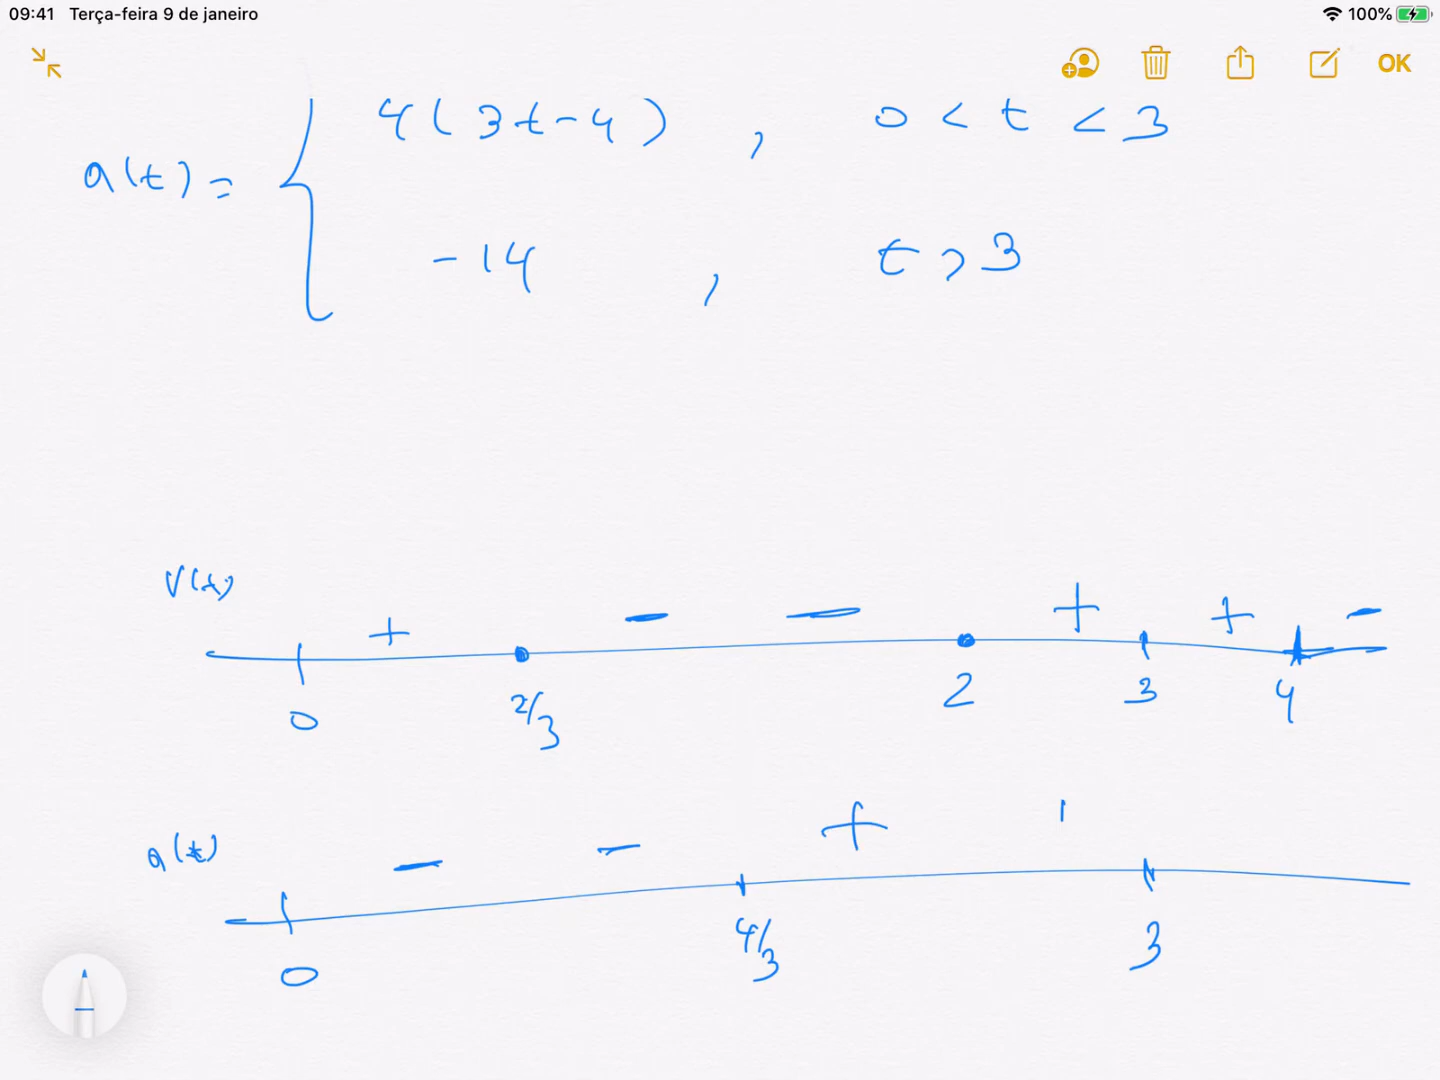 09:41 Terça-feira 9 de janeiro 100%
OK
a(t) = { 4(3t-4) , 0 < t < 3
-14 , t > 3
V(t)
+ - - + + -
0 2/3 2 3 4
a(t)
- - +
0 4/3 3